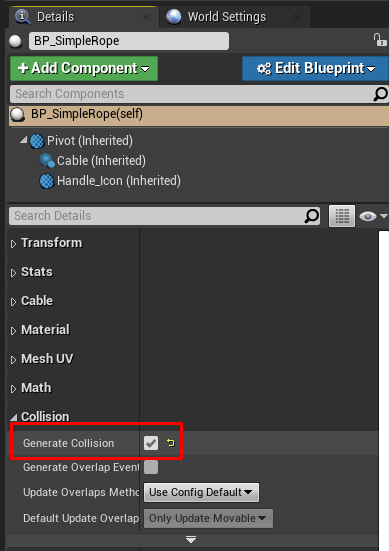 Details
World Settings
BP_SimpleRope
Add Component
Edit Blueprint
Search Components
BP_SimpleRope(self)
Pivot (Inherited)
Cable (Inherited)
Handle_Icon (Inherited)
Search Details
Transform
Stats
Cable
Material
Mesh UV
Math
Collision
Generate Collision
Generate Overlap Event
Update Overlaps Metho
Use Config Default
Default Update Overlap
Only Update Movable